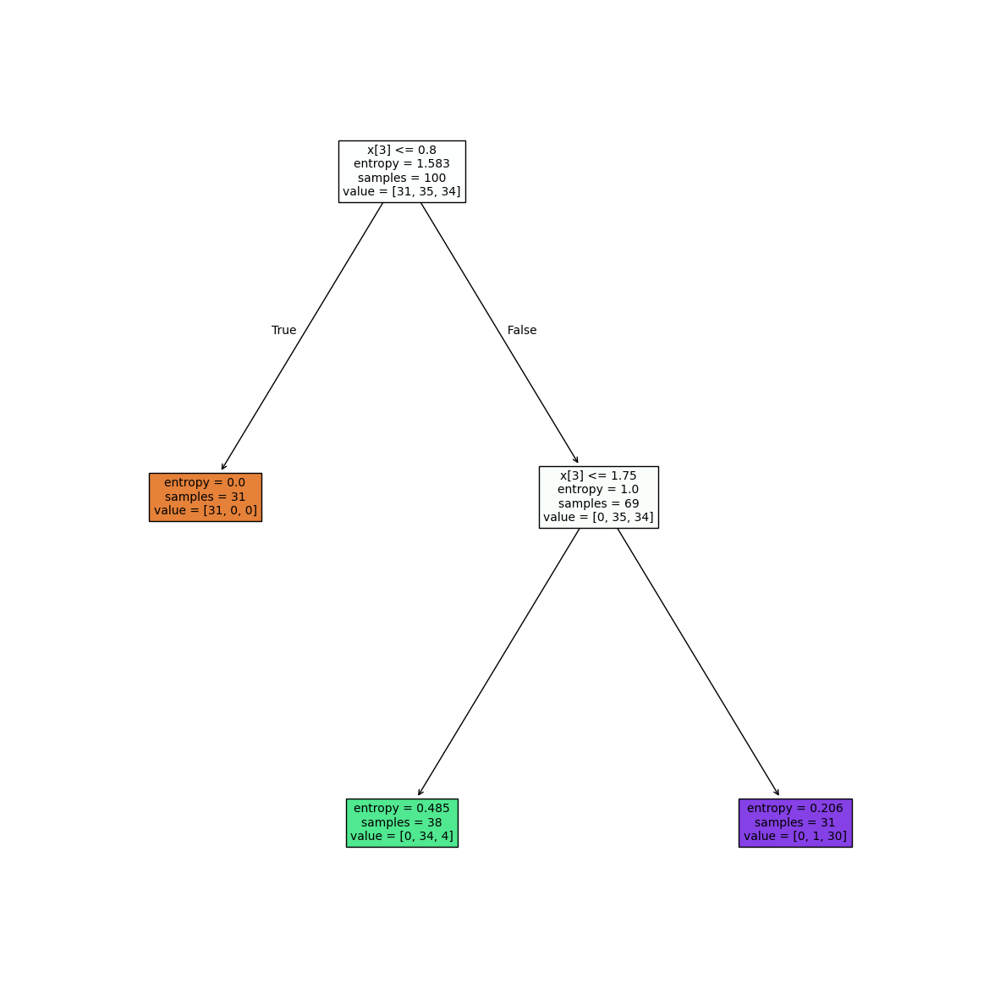 x[3] <= 0.8
entropy = 1.583
samples = 100
value = [31, 35, 34]
True
False
entropy = 0.0
samples = 31
value = [31, 0, 0]
x[3] <= 1.75
entropy = 1.0
samples = 69
value = [0, 35, 34]
entropy = 0.485
samples = 38
value = [0, 34, 4]
entropy = 0.206
samples = 31
value = [0, 1, 30]